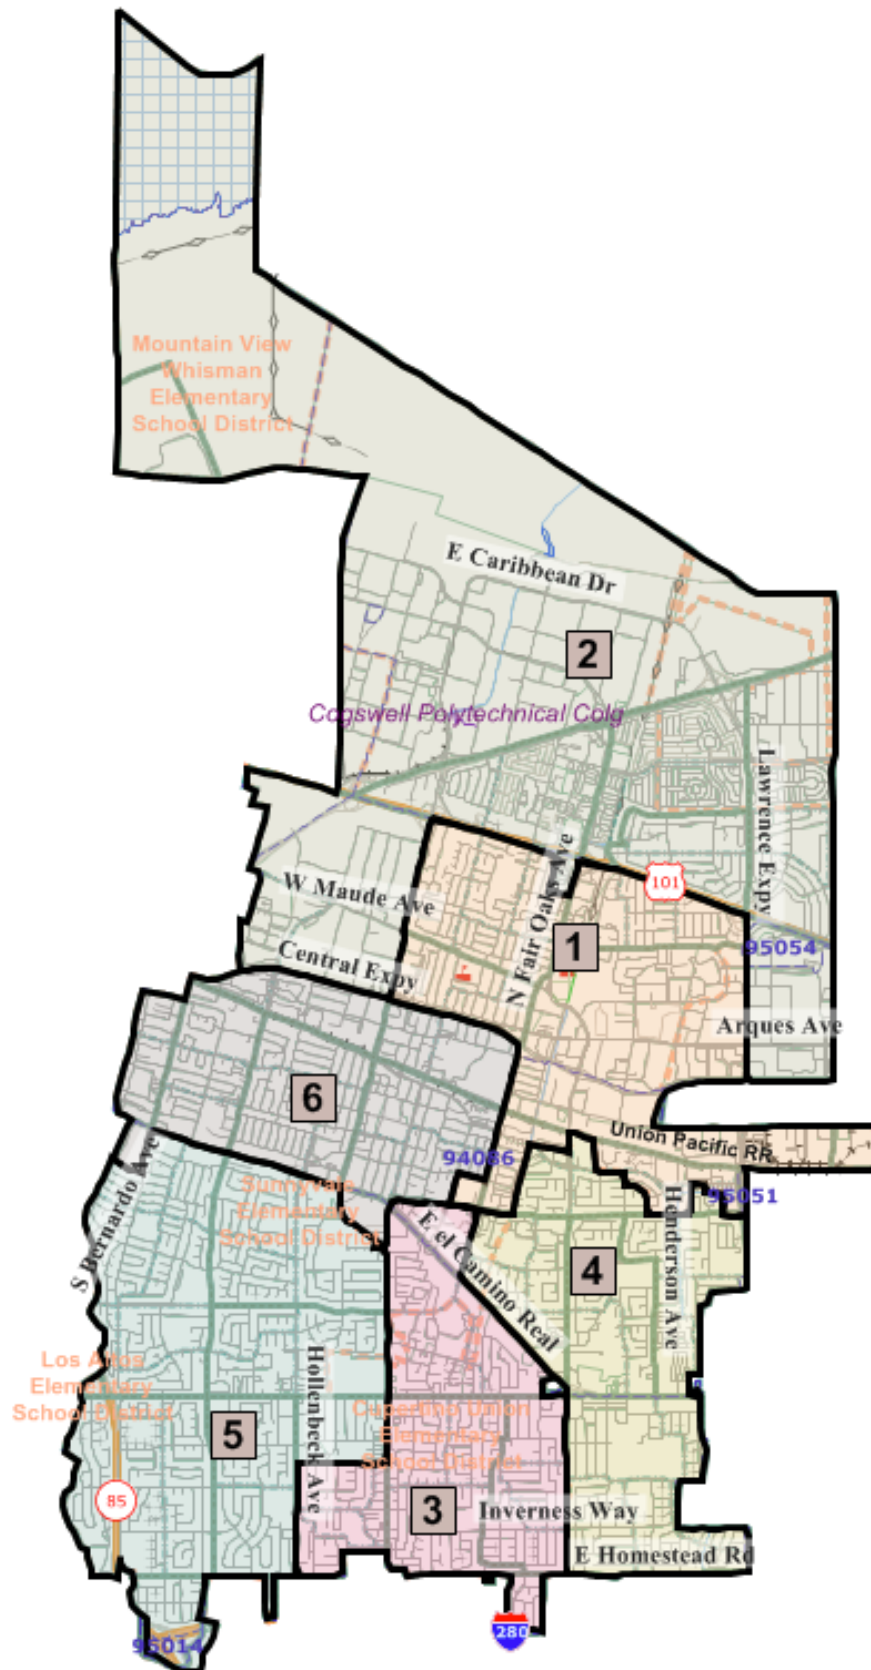 Mountain View
Whisman
Elementary
School District
E Caribbean Dr
2
Cogswell Polytechnical Colg
Lawrence Expy
W Maude Ave
N Fair Oaks Ave
101
1
95054
Central Expy
Arques Ave
6
Union Pacific RR
94086
95051
S Bernardo Ave
Sunnyvale
Elementary
School District
E el Camino Real
Henderson Ave
4
Los Altos
Elementary
School District
Hollenbeck Ave
Cupertino Union
Elementary
School District
5
85
3
Inverness Way
E Homestead Rd
280
95014